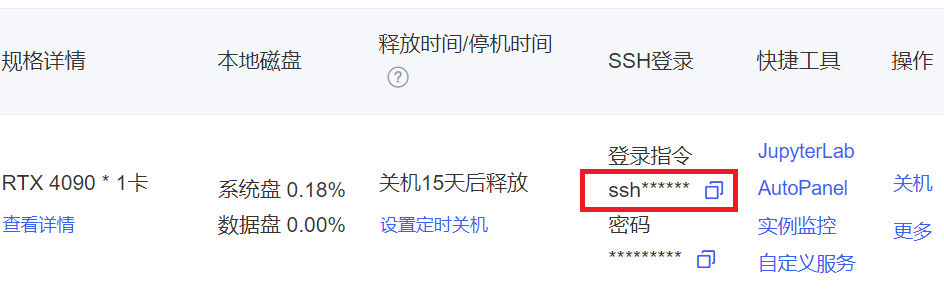 规格详情
本地磁盘
释放时间/停机时间
?
SSH登录
快捷工具
操作
RTX 4090 * 1卡
查看详情
系统盘 0.18%
数据盘 0.00%
关机15天后释放
设置定时关机
登录指令
ssh******
密码
*********
JupyterLab
AutoPanel
实例监控
自定义服务
关机
更多